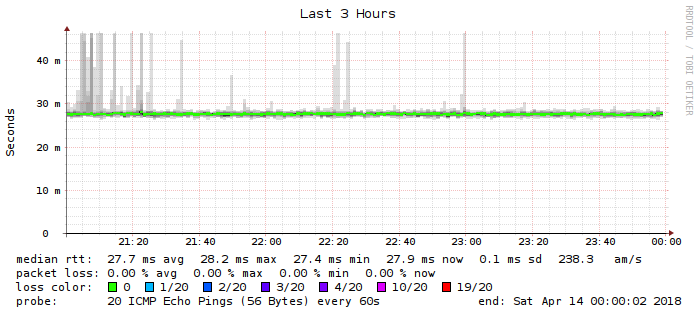 Last 3 Hours
RRDTOOL / TOBI OETIKER
Seconds
40 m
30 m
20 m
10 m
0
21:20 21:40 22:00 22:20 22:40 23:00 23:20 23:40 00:00
median rtt: 27.7 ms avg 28.2 ms max 27.4 ms min 27.9 ms now 0.1 ms sd 238.3 am/s
packet loss: 0.00 % avg 0.00 % max 0.00 % min 0.00 % now
loss color: 0 1/20 2/20 3/20 4/20 10/20 19/20
probe: 20 ICMP Echo Pings (56 Bytes) every 60s end: Sat Apr 14 00:00:02 2018